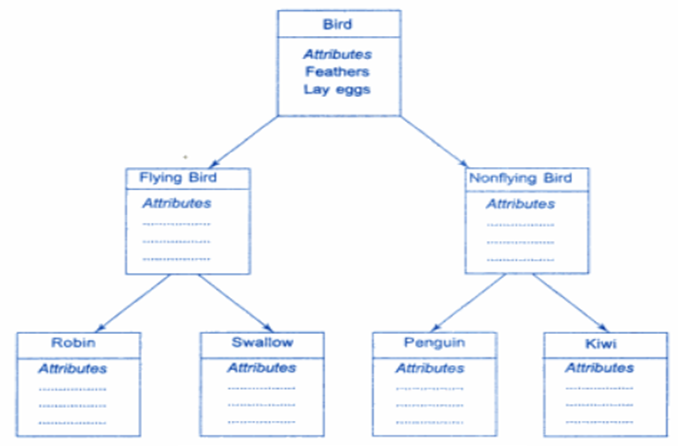 Bird
Attributes
Feathers
Lay eggs
Flying Bird
Attributes
Nonflying Bird
Attributes
Robin
Attributes
Swallow
Attributes
Penguin
Attributes
Kiwi
Attributes